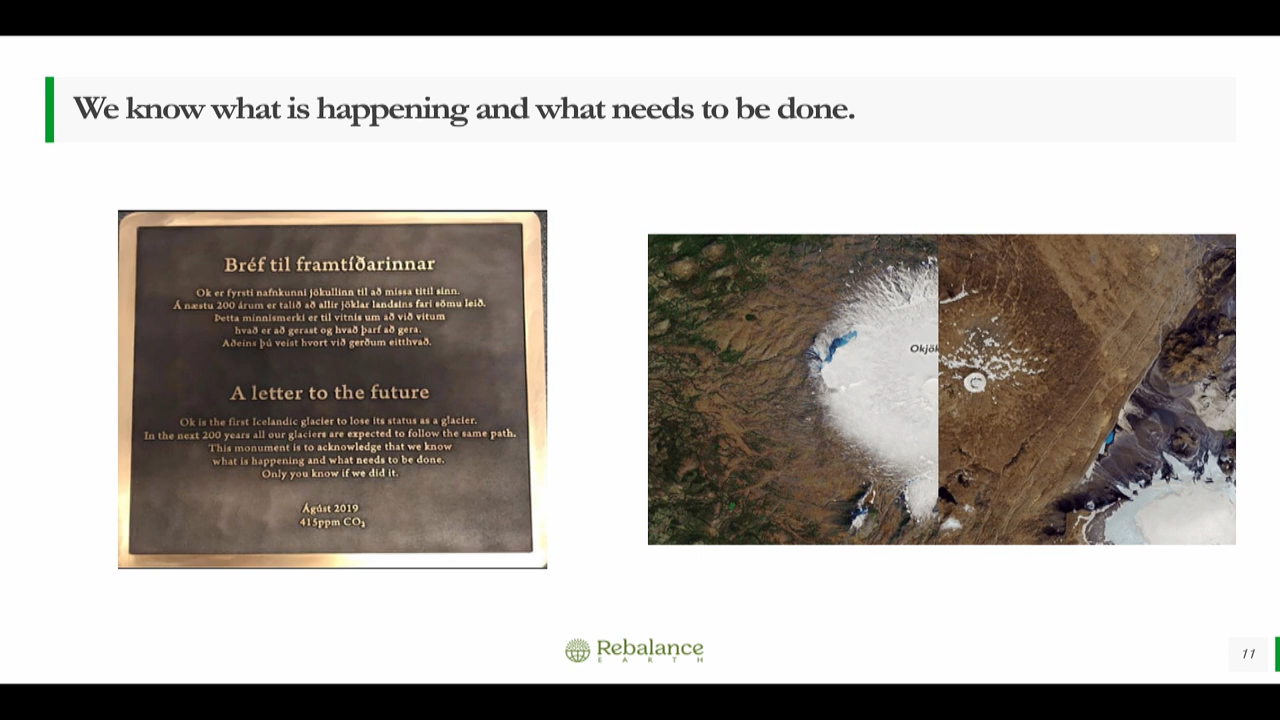 We know what is happening and what needs to be done.
Bréf til framtíðarinnar
Ok er fyrsti nafnkunni jökullinn til að missa titil sinn.
Á næstu 200 árum er talið að allir jöklar landsins fari sömu leið.
Þetta minnismerki er til vitnis um að við vitum
hvað er að gerast og hvað þarf að gera.
Aðeins þú veist hvort við gerðum eitthvað.
A letter to the future
Ok is the first Icelandic glacier to lose its status as a glacier.
In the next 200 years all our glaciers are expected to follow the same path.
This monument is to acknowledge that we know
what is happening and what needs to be done.
Only you know if we did it.
Ágúst 2019
415ppm CO₂
Okjök
Rebalance
EARTH
11